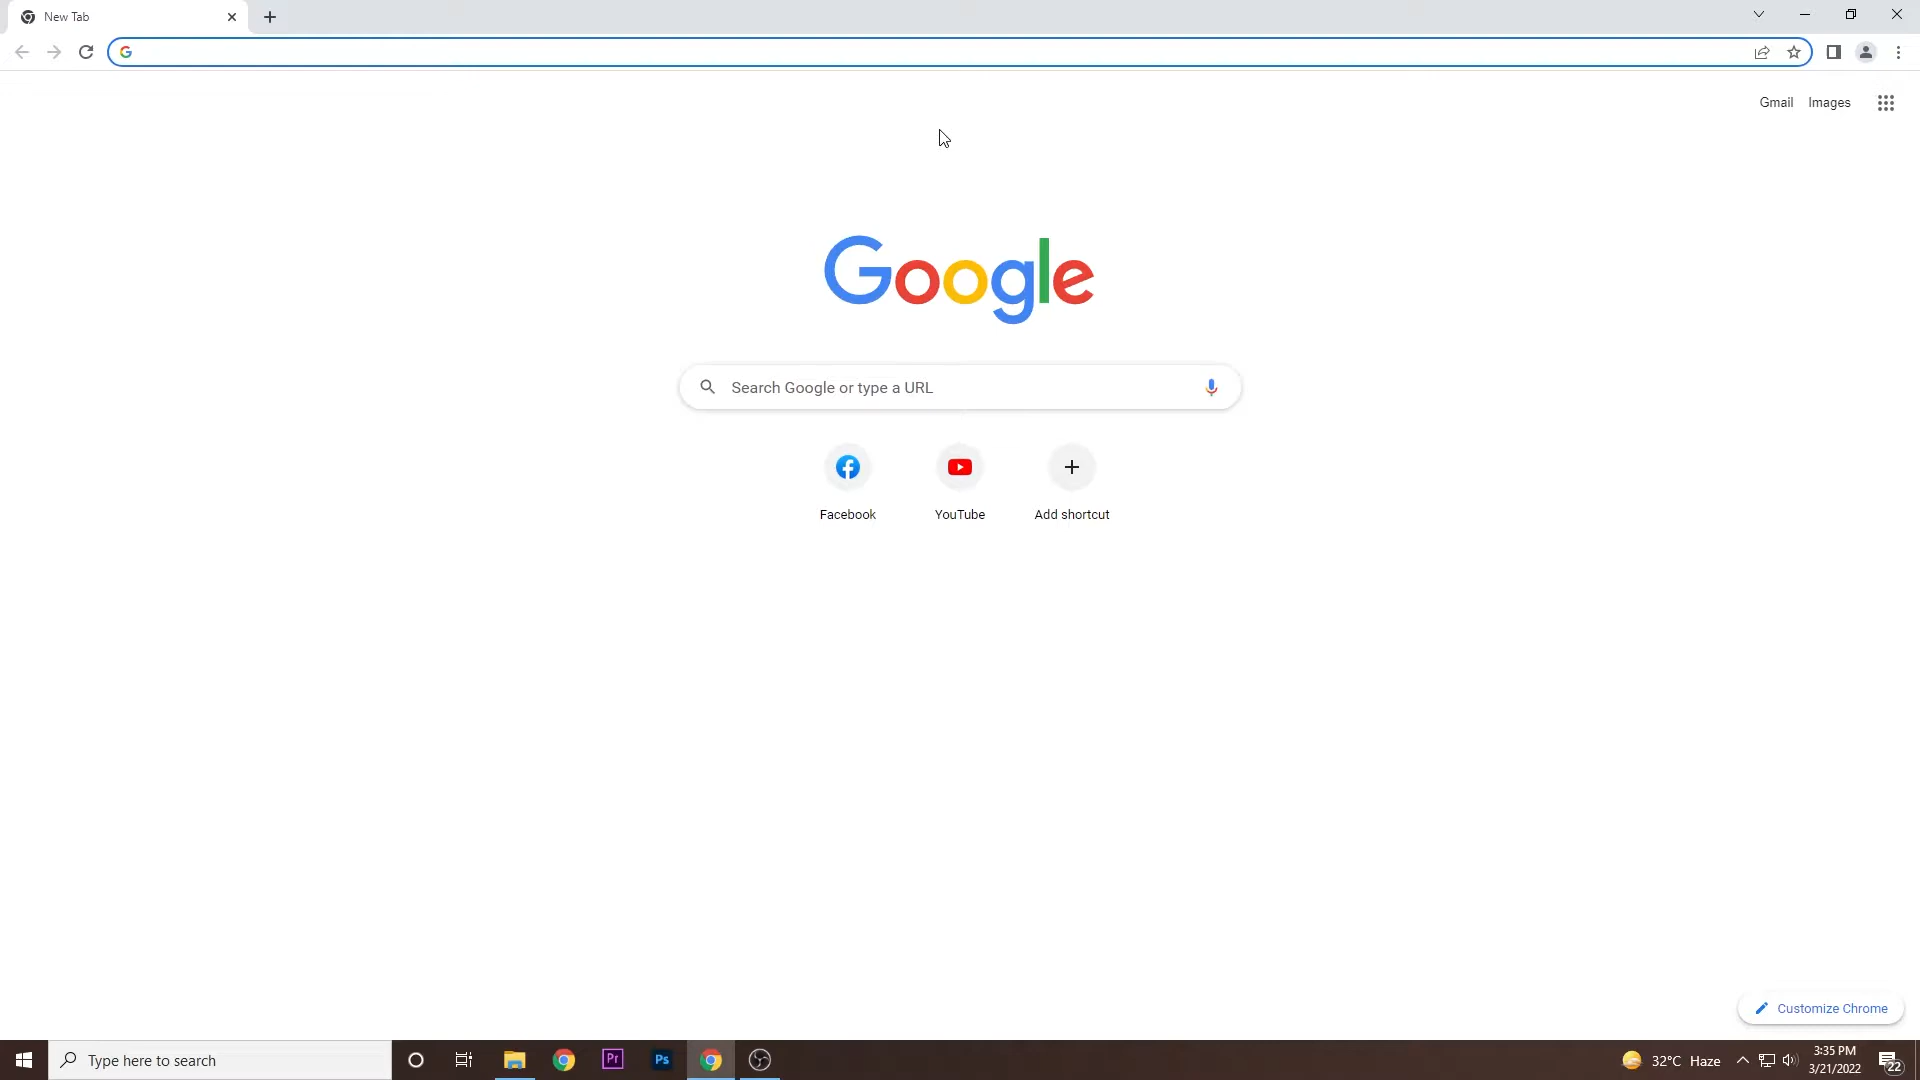 New Tab
Gmail Images
Google
Search Google or type a URL
Facebook YouTube Add shortcut
Customize Chrome
Type here to search
Pr
Ps
32°C Haze
3:35 PM
3/21/2022
22